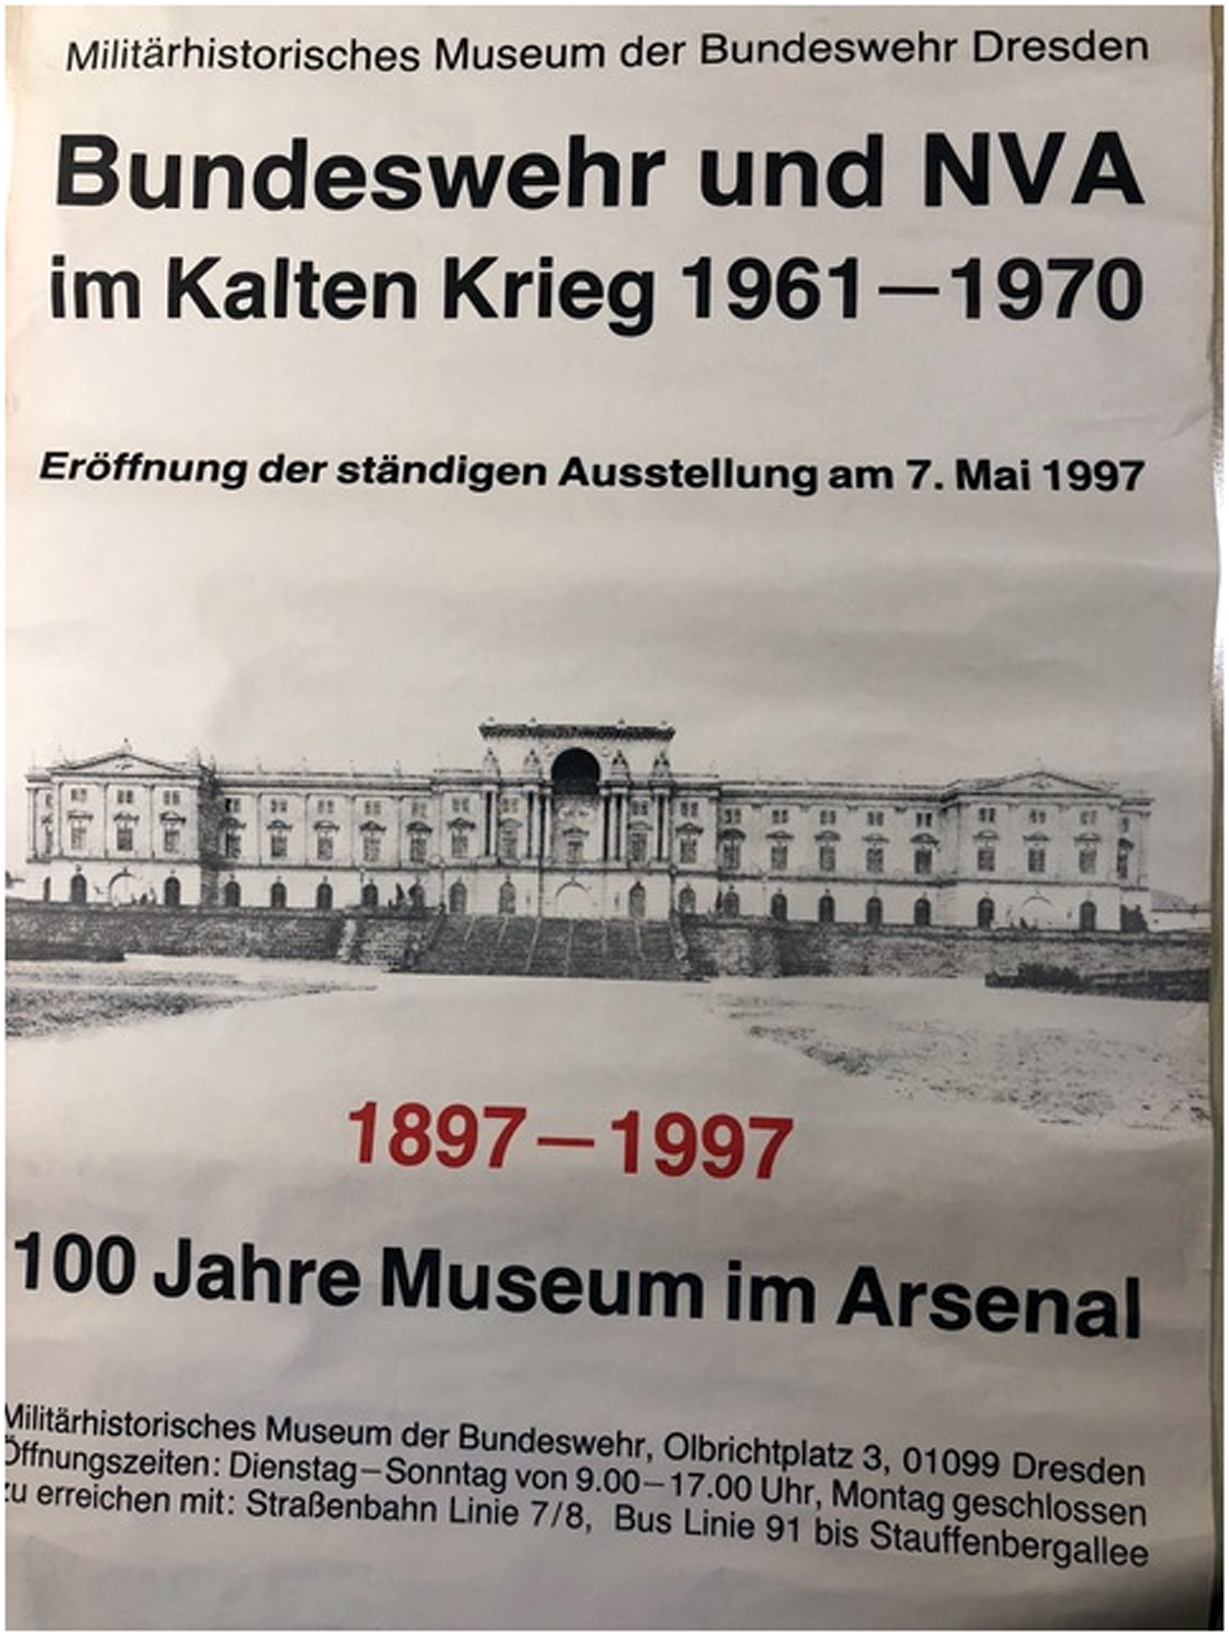 Militärhistorisches Museum der Bundeswehr Dresden
Bundeswehr und NVA
im Kalten Krieg 1961–1970
Eröffnung der ständigen Ausstellung am 7. Mai 1997
1897–1997
100 Jahre Museum im Arsenal
Militärhistorisches Museum der Bundeswehr, Olbrichtplatz 3, 01099 Dresden
Öffnungszeiten: Dienstag–Sonntag von 9.00–17.00 Uhr, Montag geschlossen
zu erreichen mit: Straßenbahn Linie 7/8, Bus Linie 91 bis Stauffenbergallee